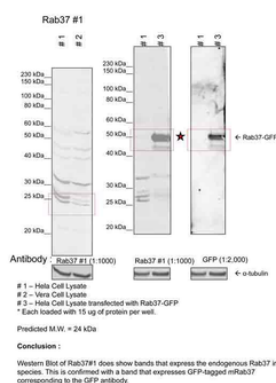 Rab37 #1
# 1
# 2
# 1
# 3
# 1
# 3
230 kDa
150 kDa
100 kDa
80 kDa
60 kDa
50 kDa
40 kDa
30 kDa
25 kDa
20 kDa
230 kDa
150 kDa
100 kDa
80 kDa
60 kDa
50 kDa
40 kDa
30 kDa
25 kDa
20 kDa
← Rab37-GFP
Antibody : Rab37 #1 (1:1000) Rab37 #1 (1:1000) GFP (1:2,000)
← α-tubulin
# 1 – Hela Cell Lysate
# 2 – Vera Cell Lysate
# 3 – Hela Cell Lysate transfected with Rab37-GFP
* Each loaded with 15 ug of protein per well.
Predicted M.W. = 24 kDa
Conclusion :
Western Blot of Rab37#1 does show bands that express the endogenous Rab37 in
species. This is confirmed with a band that expresses GFP-tagged mRab37
corresponding to the GFP antibody.